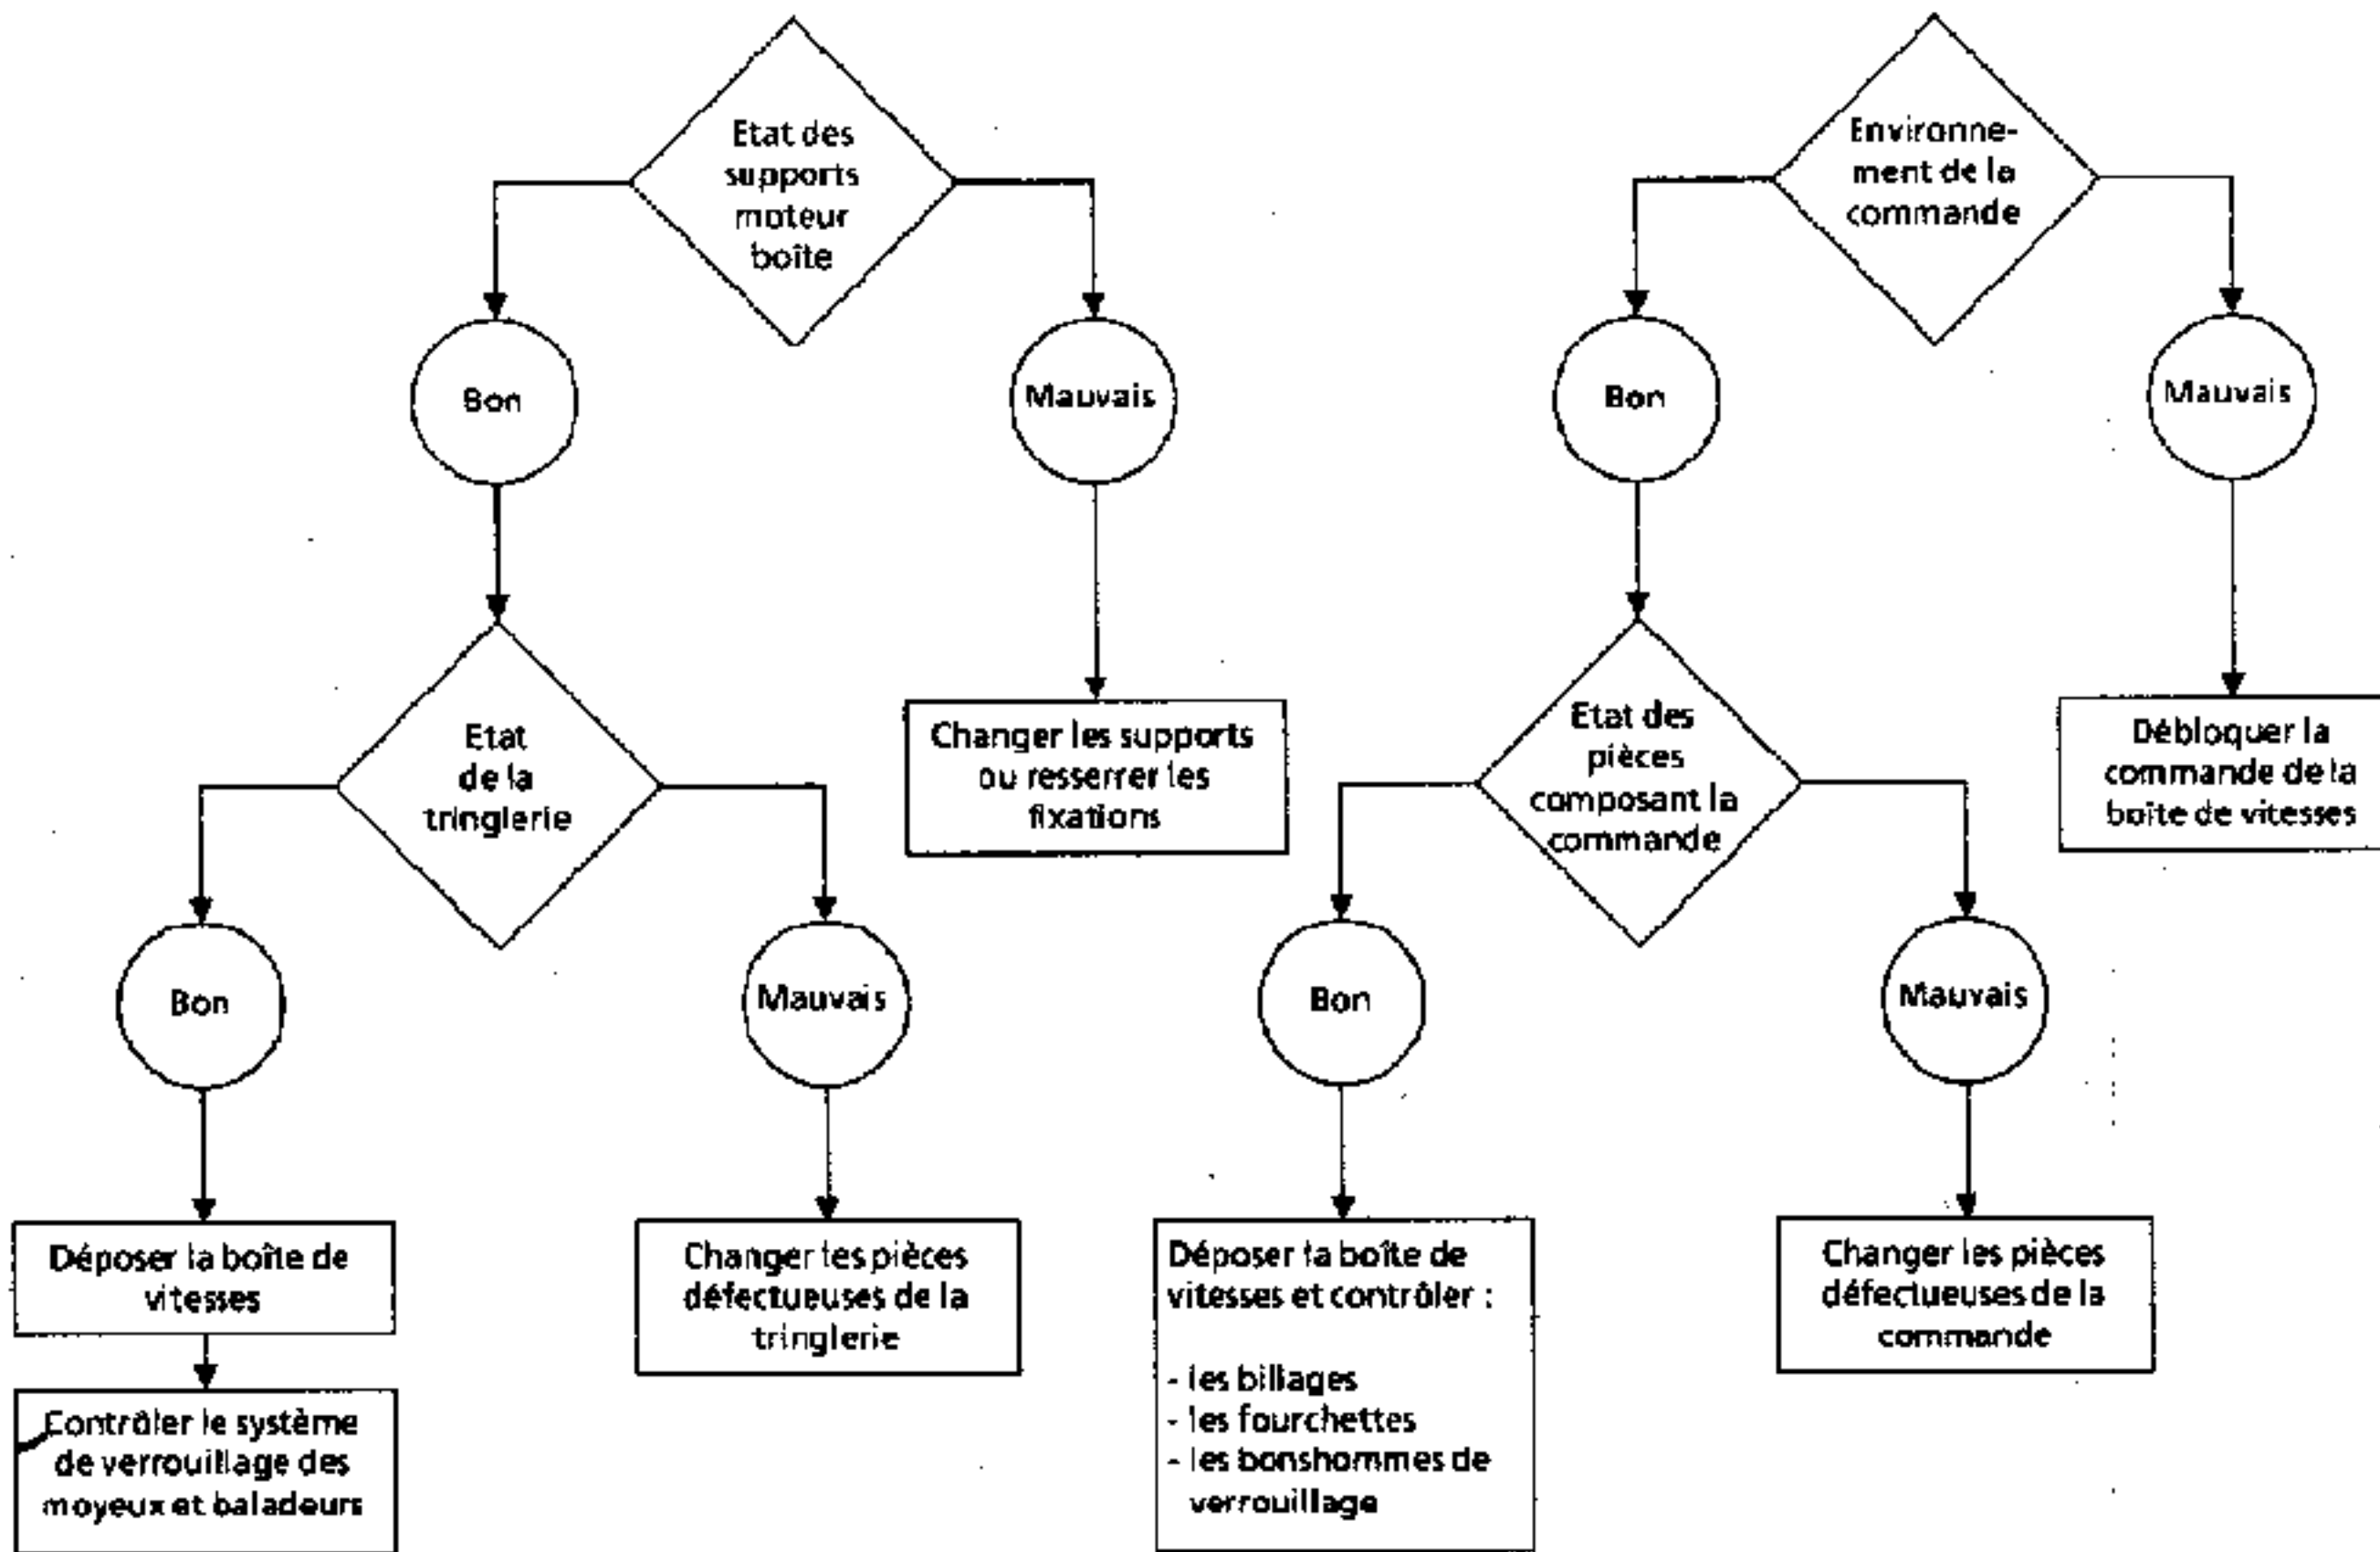 Etat des
supports
moteur
boîte
Bon
Mauvais
Changer les supports
ou resserrer les
fixations
Etat
de la
tringlerie
Bon
Mauvais
Déposer la boîte de
vitesses
Contrôler le système
de verrouillage des
moyeux et baladeurs
Changer les pièces
défectueuses de la
tringlerie
Environne-
ment de la
commande
Bon
Mauvais
Débloquer la
commande de la
boîte de vitesses
Etat des
pièces
composant la
commande
Bon
Mauvais
Déposer la boîte de
vitesses et contrôler :
- les billages
- les fourchettes
- les bonshommes de
verrouillage
Changer les pièces
défectueuses de la
commande